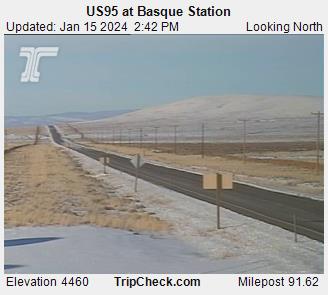 US95 at Basque Station
Updated: Jan 15 2024 2:42 PM Looking North
Elevation 4460 TripCheck.com Milepost 91.62